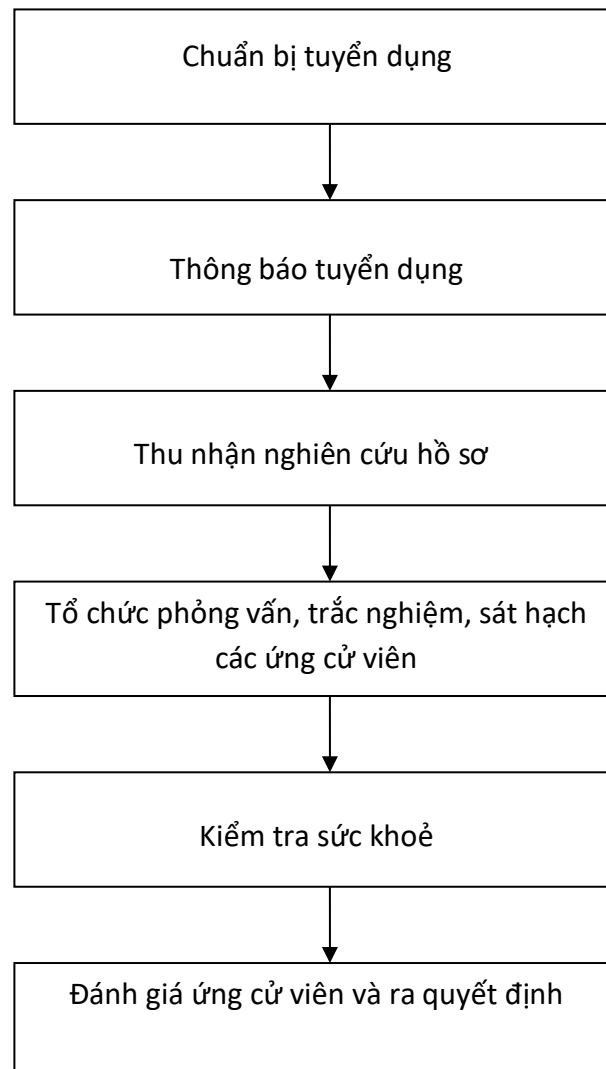 Chuẩn bị tuyển dụng
Thông báo tuyển dụng
Thu nhận nghiên cứu hồ sơ
Tổ chức phỏng vấn, trắc nghiệm, sát hạch
các ứng cử viên
Kiểm tra sức khoẻ
Đánh giá ứng cử viên và ra quyết định